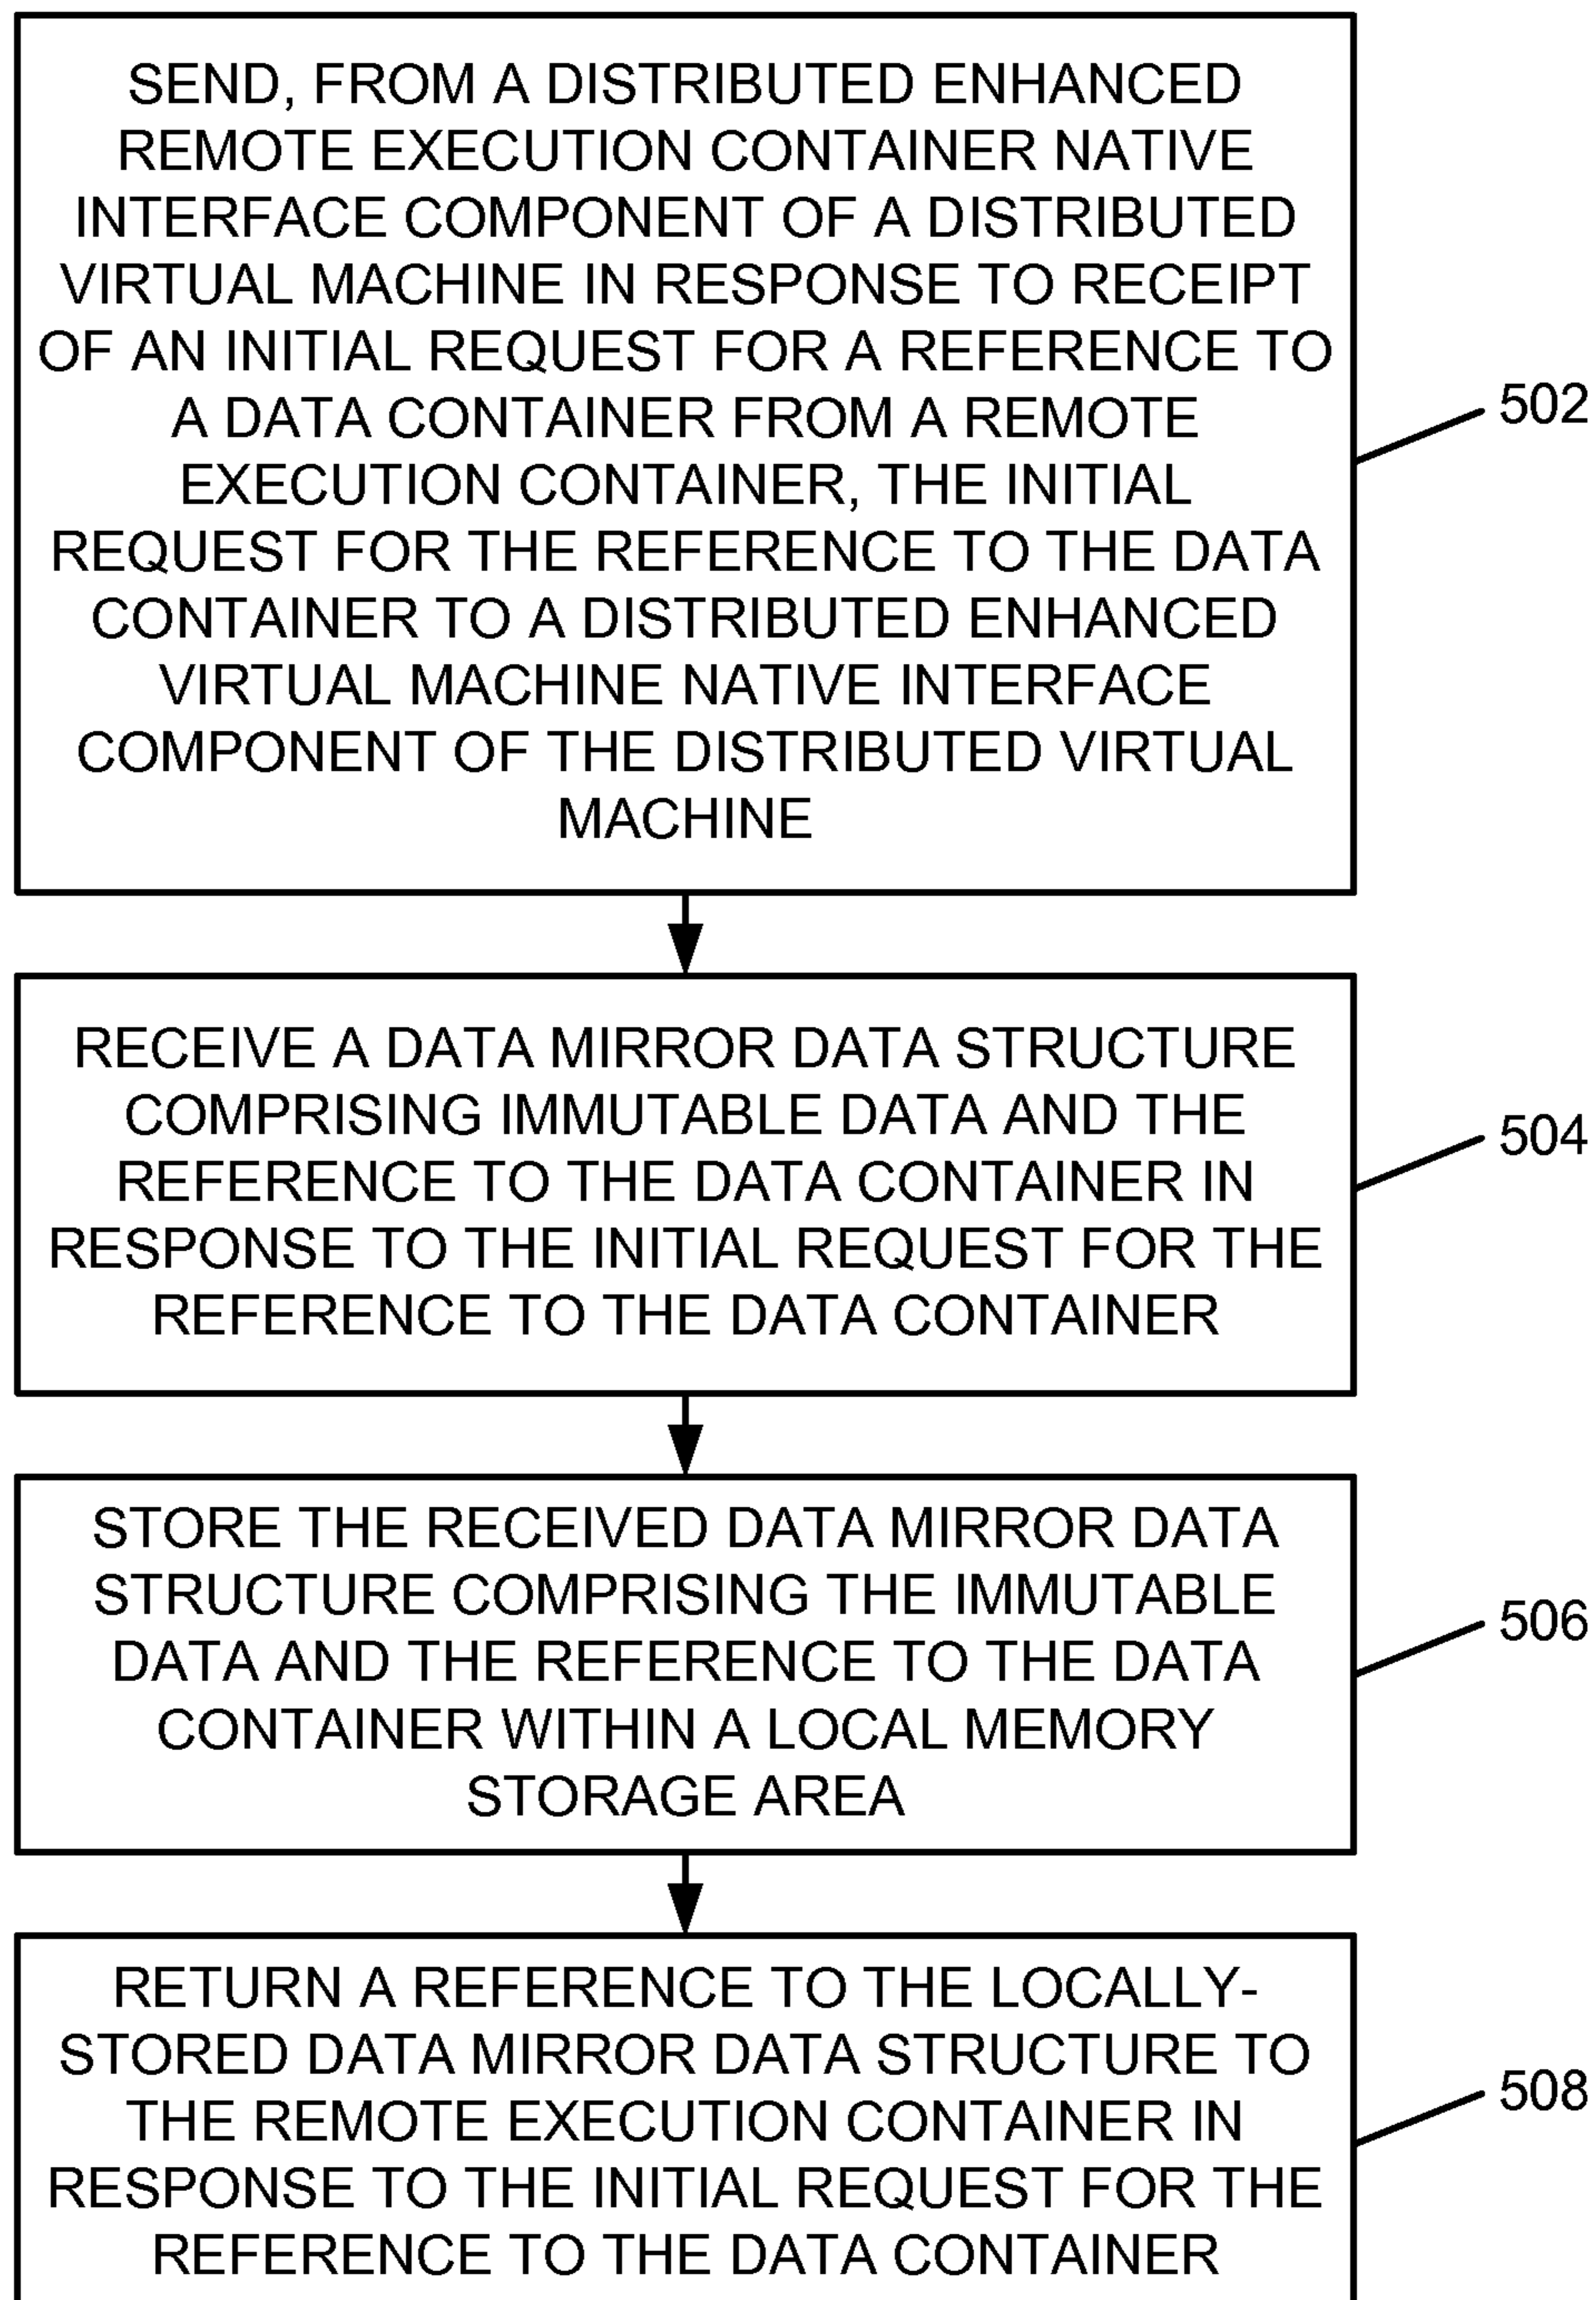 SEND, FROM A DISTRIBUTED ENHANCED
REMOTE EXECUTION CONTAINER NATIVE
INTERFACE COMPONENT OF A DISTRIBUTED
VIRTUAL MACHINE IN RESPONSE TO RECEIPT
OF AN INITIAL REQUEST FOR A REFERENCE TO
A DATA CONTAINER FROM A REMOTE
EXECUTION CONTAINER, THE INITIAL
REQUEST FOR THE REFERENCE TO THE DATA
CONTAINER TO A DISTRIBUTED ENHANCED
VIRTUAL MACHINE NATIVE INTERFACE
COMPONENT OF THE DISTRIBUTED VIRTUAL
MACHINE
502
RECEIVE A DATA MIRROR DATA STRUCTURE
COMPRISING IMMUTABLE DATA AND THE
REFERENCE TO THE DATA CONTAINER IN
RESPONSE TO THE INITIAL REQUEST FOR THE
REFERENCE TO THE DATA CONTAINER
504
STORE THE RECEIVED DATA MIRROR DATA
STRUCTURE COMPRISING THE IMMUTABLE
DATA AND THE REFERENCE TO THE DATA
CONTAINER WITHIN A LOCAL MEMORY
STORAGE AREA
506
RETURN A REFERENCE TO THE LOCALLY-
STORED DATA MIRROR DATA STRUCTURE TO
THE REMOTE EXECUTION CONTAINER IN
RESPONSE TO THE INITIAL REQUEST FOR THE
REFERENCE TO THE DATA CONTAINER
508